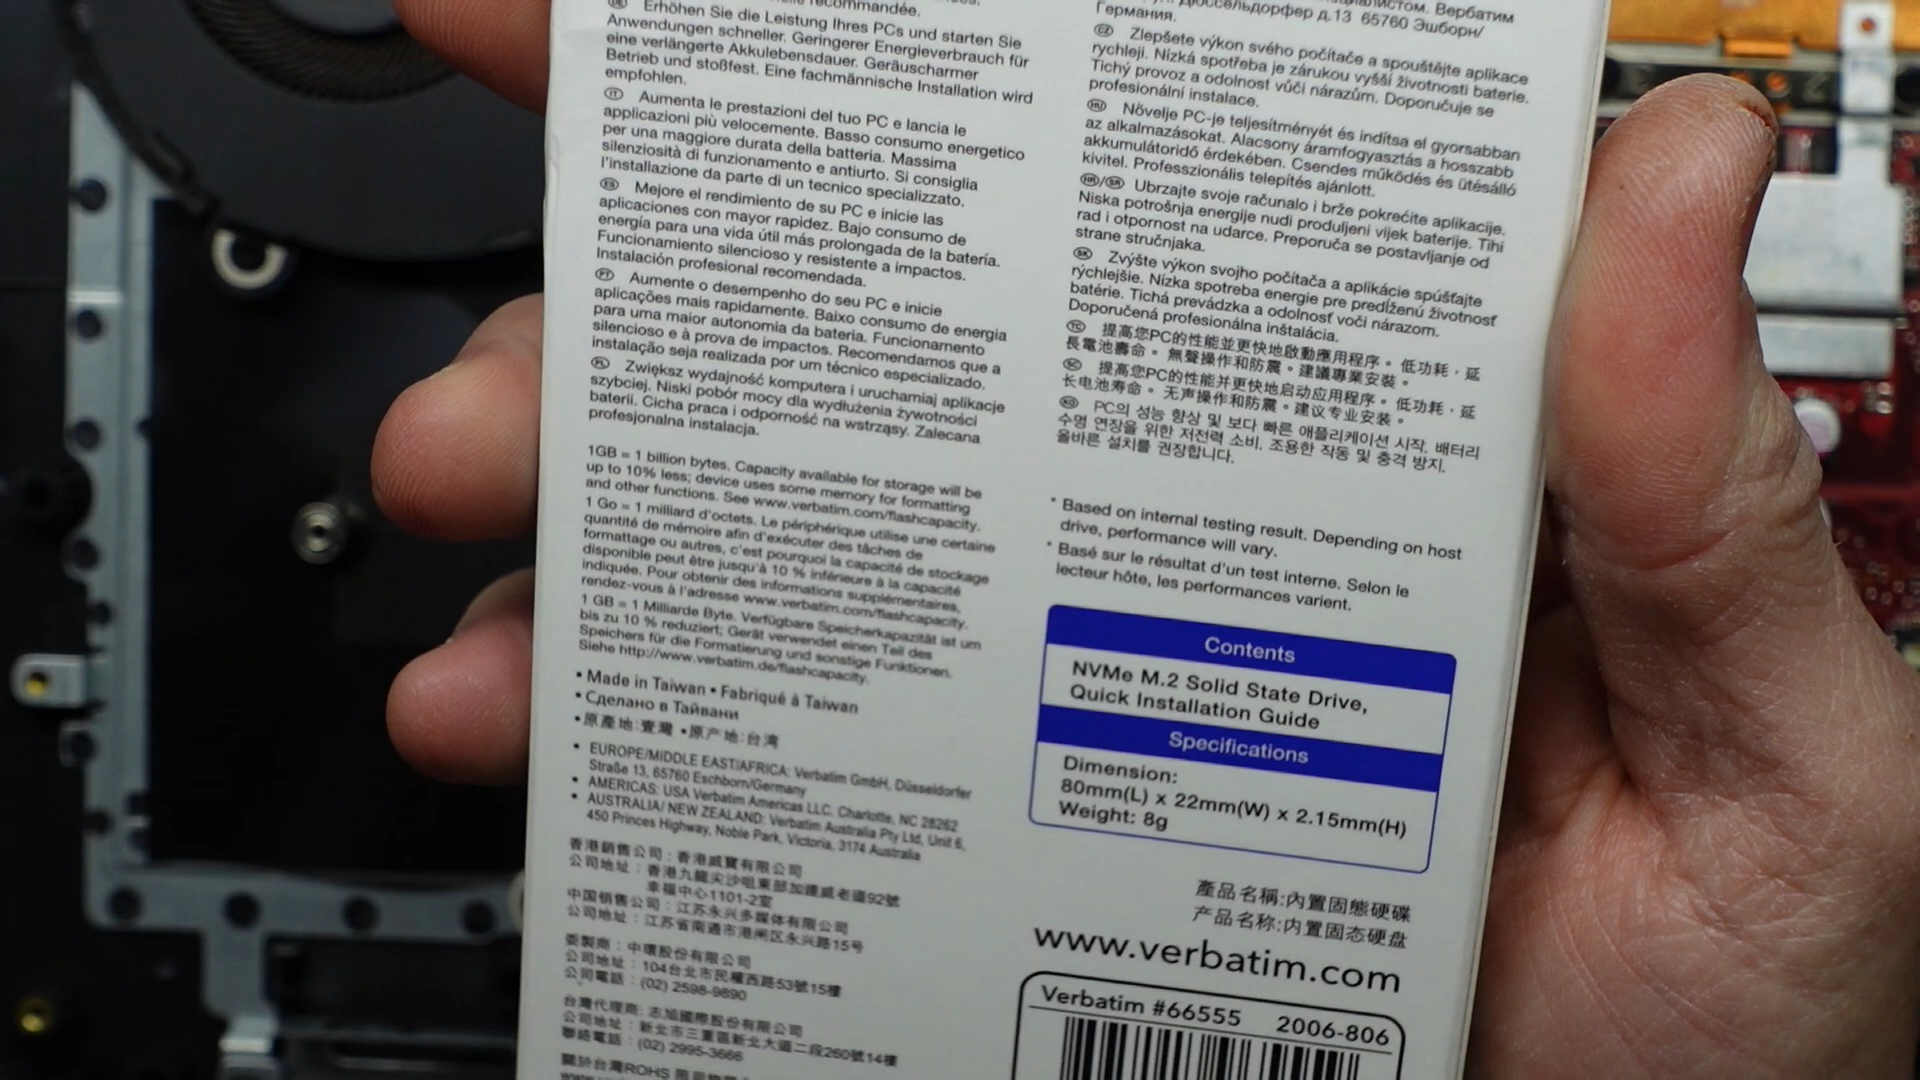 recommandée.
DE Erhöhen Sie die Leistung Ihres PCs und starten Sie
Anwendungen schneller. Geringerer Energieverbrauch für
eine verlängerte Akkulebensdauer. Geräuscharmer
Betrieb und stoßfest. Eine fachmännische Installation wird
empfohlen.
IT Aumenta le prestazioni del tuo PC e lancia le
applicazioni più velocemente. Basso consumo energetico
per una maggiore durata della batteria. Massima
silenziosità di funzionamento e antiurto. Si consiglia
l'installazione da parte di un tecnico specializzato.
ES Mejore el rendimiento de su PC e inicie las
aplicaciones con mayor rapidez. Bajo consumo de
energía para una vida útil más prolongada de la batería.
Funcionamiento silencioso y resistente a impactos.
Instalación profesional recomendada.
PT Aumente o desempenho do seu PC e inicie
aplicações mais rapidamente. Baixo consumo de energia
para uma maior autonomia da bateria. Funcionamento
silencioso e à prova de impactos. Recomendamos que a
instalação seja realizada por um técnico especializado.
PL Zwiększ wydajność komputera i uruchamiaj aplikacje
szybciej. Niski pobór mocy dla wydłużenia żywotności
baterii. Cicha praca i odporność na wstrząsy. Zalecana
profesjonalna instalacja.
1GB = 1 billion bytes. Capacity available for storage will be
up to 10% less; device uses some memory for formatting
and other functions. See www.verbatim.com/flashcapacity.
1 Go = 1 milliard d'octets. Le périphérique utilise une certaine
quantité de mémoire afin d'exécuter des tâches de
formattage ou autres, c'est pourquoi la capacité de stockage
disponible peut être jusqu'à 10 % inférieure à la capacité
indiquée. Pour obtenir des informations supplémentaires,
rendez-vous à l'adresse www.verbatim.com/flashcapacity.
1 GB = 1 Milliarde Byte. Verfügbare Speicherkapazität ist um
bis zu 10 % reduziert; Gerät verwendet einen Teil des
Speichers für die Formatierung und sonstige Funktionen.
Siehe http://www.verbatim.de/flashcapacity.
• Made in Taiwan • Fabriqué à Taiwan
• Сделано в Тайвани
•原產地:臺灣 •原产地:台湾
• EUROPE/MIDDLE EAST/AFRICA: Verbatim GmbH, Düsseldorfer
Straße 13, 65760 Eschborn/Germany
• AMERICAS: USA Verbatim Americas LLC. Charlotte, NC 28262
• AUSTRALIA/ NEW ZEALAND: Verbatim Australia Pty Ltd, Unit 6,
450 Princes Highway, Noble Park, Victoria, 3174 Australia
香港銷售公司：香港威寶有限公司
公司地址：香港九龍尖沙咀東部加連威老道92號
幸福中心1101-2室
中国销售公司：江苏永兴多媒体有限公司
公司地址：江苏省南通市港闸区永兴路15号
委製商：中環股份有限公司
公司地址：104台北市民權西路53號15樓
公司電話：(02) 2598-9890
台灣代理商: 志旭國際股份有限公司
公司地址：新北市三重區新北大道二段260號14樓
聯絡電話：(02) 2995-3666
關於台灣ROHS
Вербатим
Дюссельдорфер д.13 65760 Эшборн/
Германия.
CZ Zlepšete výkon svého počítače a spouštějte aplikace
rychleji. Nízká spotřeba je zárukou vyšší životnosti baterie.
Tichý provoz a odolnost vůči nárazům. Doporučuje se
profesionální instalace.
HU Növelje PC-je teljesítményét és indítsa el gyorsabban
az alkalmazásokat. Alacsony áramfogyasztás a hosszabb
akkumulátoridő érdekében. Csendes működés és ütésálló
kivitel. Professzionális telepítés ajánlott.
HR/SR Ubrzajte svoje računalo i brže pokrećite aplikacije.
Niska potrošnja energije nudi produljeni vijek baterije. Tihi
rad i otpornost na udarce. Preporuča se postavljanje od
strane stručnjaka.
SK Zvýšte výkon svojho počítača a aplikácie spúšťajte
rýchlejšie. Nízka spotreba energie pre predĺženú životnosť
batérie. Tichá prevádzka a odolnosť voči nárazom.
Doporučená profesionálna inštalácia.
TC 提高您PC的性能並更快地啟動應用程序。低功耗，延
長電池壽命。無聲操作和防震。建議專業安裝。
SC 提高您PC的性能并更快地启动应用程序。低功耗，延
长电池寿命。无声操作和防震。建议专业安装。
KO PC의 성능 향상 및 보다 빠른 애플리케이션 시작. 배터리
수명 연장을 위한 저전력 소비. 조용한 작동 및 충격 방지.
올바른 설치를 권장합니다.
* Based on internal testing result. Depending on host
drive, performance will vary.
* Basé sur le résultat d'un test interne. Selon le
lecteur hôte, les performances varient.
Contents
NVMe M.2 Solid State Drive,
Quick Installation Guide
Specifications
Dimension:
80mm(L) x 22mm(W) x 2.15mm(H)
Weight: 8g
產品名稱:內置固態硬碟
产品名称:内置固态硬盘
www.verbatim.com
Verbatim #66555 2006-806